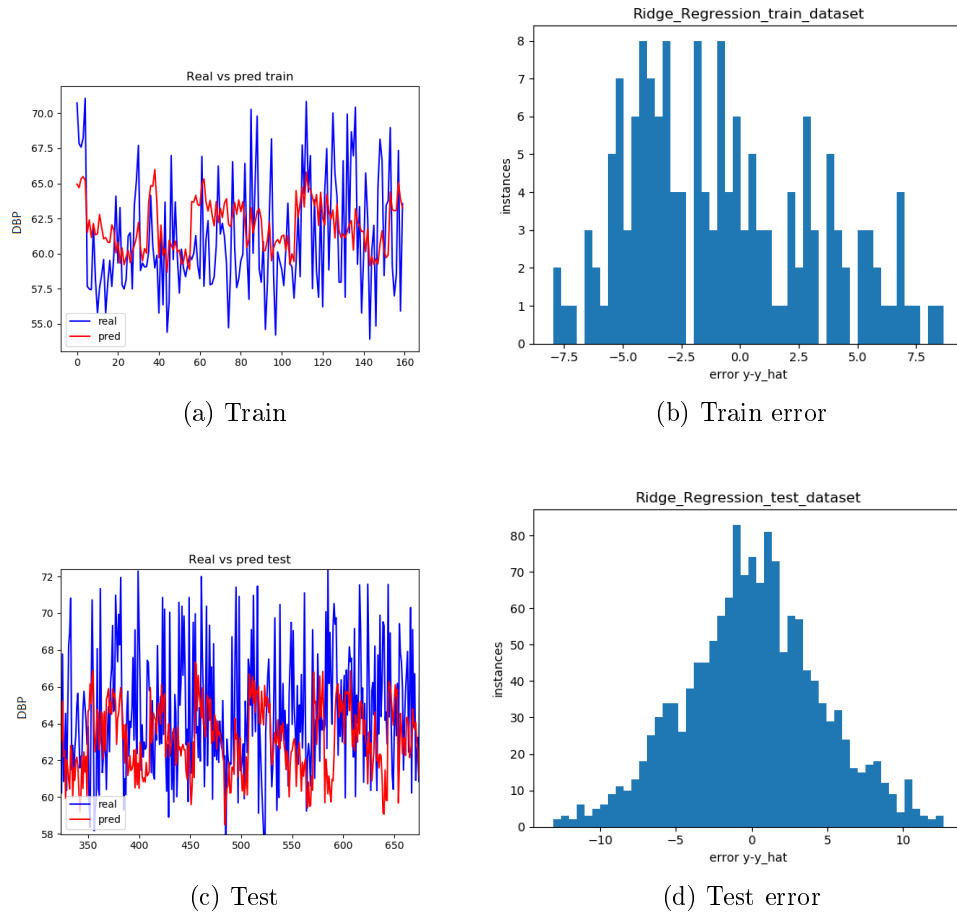 Real vs pred train
DBP
70.0
67.5
65.0
62.5
60.0
57.5
55.0
real
pred
0 20 40 60 80 100 120 140 160
(a) Train
Ridge_Regression_train_dataset
instances
8
7
6
5
4
3
2
1
0
−7.5 −5.0 −2.5 0.0 2.5 5.0 7.5
error y-y_hat
(b) Train error
Real vs pred test
DBP
72
70
68
66
64
62
60
58
real
pred
350 400 450 500 550 600 650
(c) Test
Ridge_Regression_test_dataset
instances
80
70
60
50
40
30
20
10
0
−10 −5 0 5 10
error y-y_hat
(d) Test error